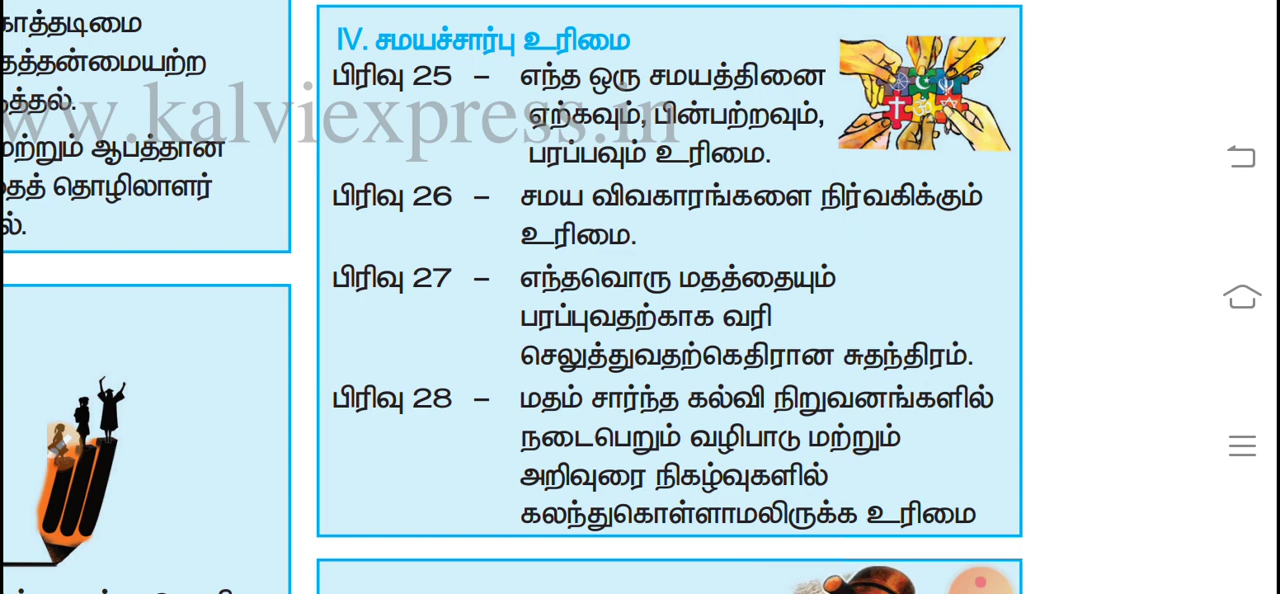 காத்தடிமை
தத்தன்மையற்ற
த்தல்.
மற்றும் ஆபத்தான
தைத் தொழிலாளர்
ல்.
IV. சமயச்சார்பு உரிமை
பிரிவு 25 – எந்த ஒரு சமயத்தினை
ஏற்கவும், பின்பற்றவும்,
பரப்பவும் உரிமை.
பிரிவு 26 – சமய விவகாரங்களை நிர்வகிக்கும்
உரிமை.
பிரிவு 27 – எந்தவொரு மதத்தையும்
பரப்புவதற்காக வரி
செலுத்துவதற்கெதிரான சுதந்திரம்.
பிரிவு 28 – மதம் சார்ந்த கல்வி நிறுவனங்களில்
நடைபெறும் வழிபாடு மற்றும்
அறிவுரை நிகழ்வுகளில்
கலந்துகொள்ளாமலிருக்க உரிமை
www.kalviexpress.in